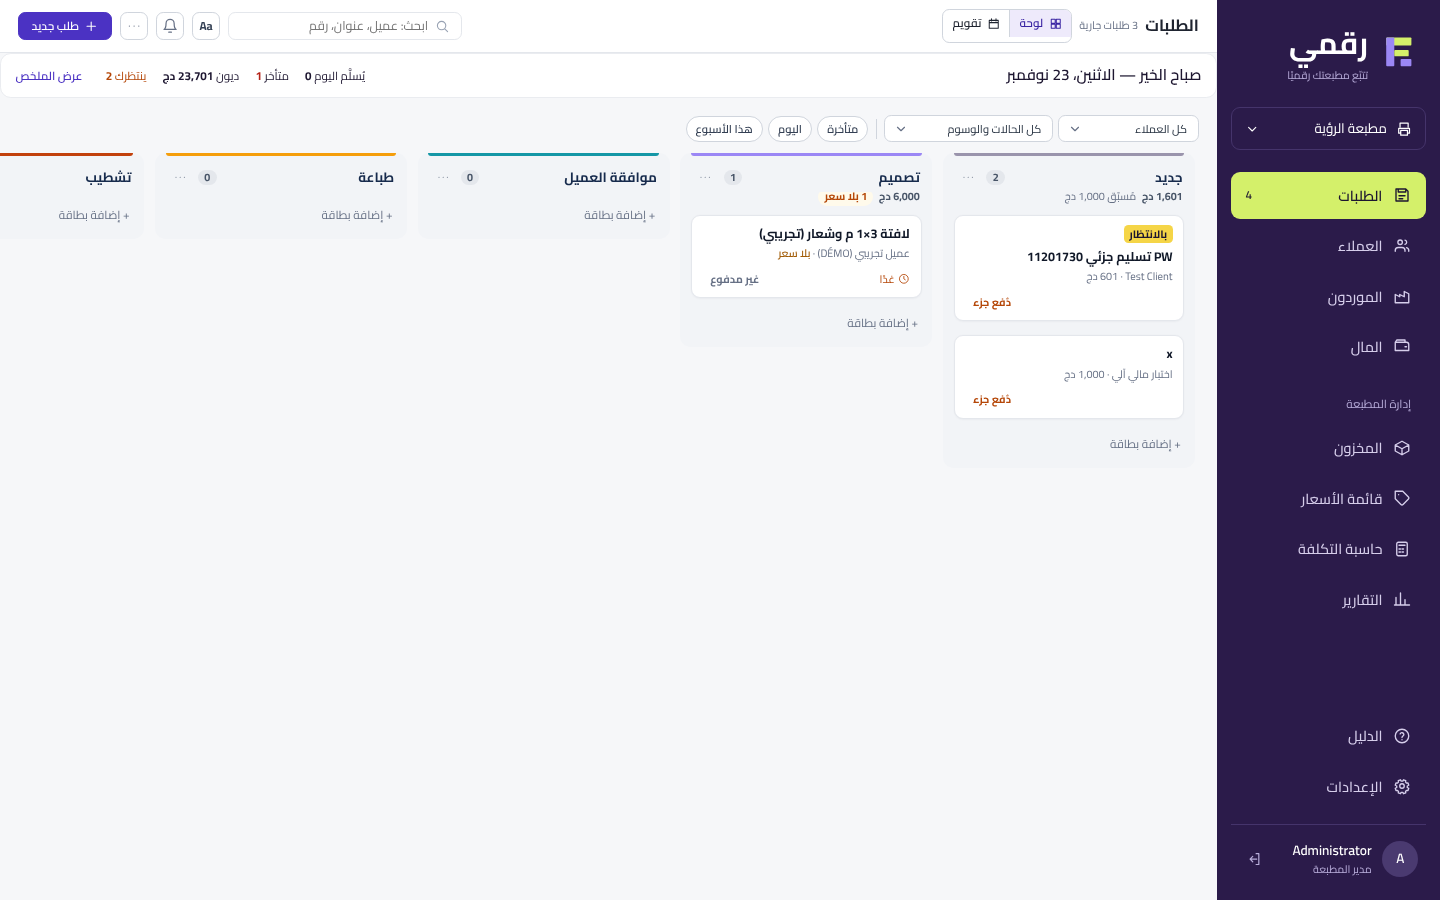 رقمي
تتبّع مطبعتك رقميًا
مطبعة الرؤية
الطلبات 4
العملاء
الموردون
المال
إدارة المطبعة
المخزون
قائمة الأسعار
حاسبة التكلفة
التقارير
الدليل
الإعدادات
A
Administrator
مدير المطبعة
الطلبات 3 طلبات جارية لوحة تقويم
ابحث: عميل، عنوان، رقم
Aa
...
+ طلب جديد
صباح الخير — الاثنين، 23 نوفمبر
يُسلَّم اليوم 0 متأخر 1 ديون 23,701 دج ينتظرك 2 عرض الملخص
كل العملاء كل الحالات والوسوم متأخرة اليوم هذا الأسبوع
جديد 2 ...
1,601 دج مُسبّق 1,000 دج
بالانتظار
PW تسليم جزئي 11201730
Test Client · 601 دج
دُفع جزء
x
اختبار مالي آلي · 1,000 دج
دُفع جزء
+ إضافة بطاقة
تصميم 1 ...
6,000 دج 1 بلا سعر
لافتة 3×1 م وشعار (تجريبي)
عميل تجريبي (DÉMO) · بلا سعر
غدًا غير مدفوع
+ إضافة بطاقة
موافقة العميل 0 ...
+ إضافة بطاقة
طباعة 0 ...
+ إضافة بطاقة
تشطيب
+ إضافة بطاقة